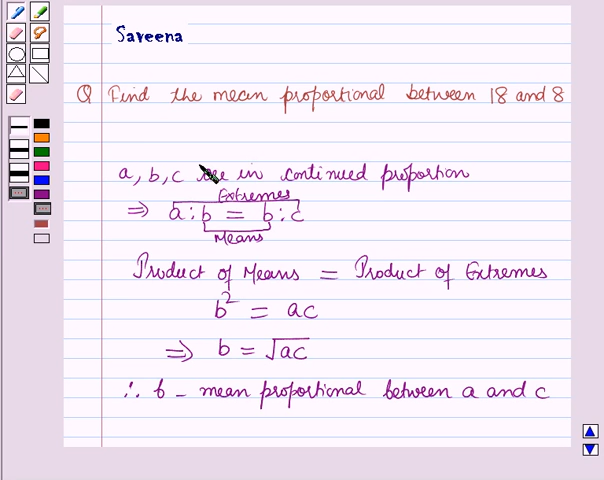 Saveena
Q Find the mean proportional between 18 and 8
a, b, c are in continued proportion
Extremes
⇒ a : b = b : c
Means
Product of Means = Product of Extremes
b² = ac
⇒ b = √ac
∴ b - mean proportional between a and c